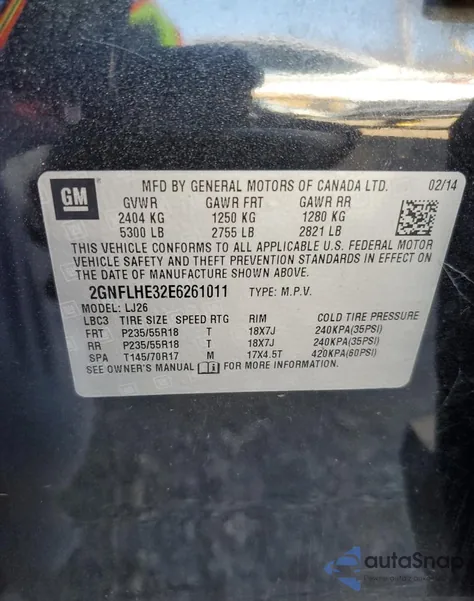 GM
MFD BY GENERAL MOTORS OF CANADA LTD. 02/14
GVWR GAWR FRT GAWR RR
2404 KG 1250 KG 1280 KG
5300 LB 2755 LB 2821 LB
THIS VEHICLE CONFORMS TO ALL APPLICABLE U.S. FEDERAL MOTOR
VEHICLE SAFETY AND THEFT PREVENTION STANDARDS IN EFFECT ON
THE DATE OF MANUFACTURE SHOWN ABOVE.
2GNFLHE32E6261011 TYPE: M.P.V.
MODEL: LJ26
LBC3 TIRE SIZE SPEED RTG RIM COLD TIRE PRESSURE
FRT P235/55R18 T 18X7J 240KPA(35PSI)
RR P235/55R18 T 18X7J 240KPA(35PSI)
SPA T145/70R17 M 17X4.5T 420KPA(60PSI)
SEE OWNER'S MANUAL FOR MORE INFORMATION.
autoSnap